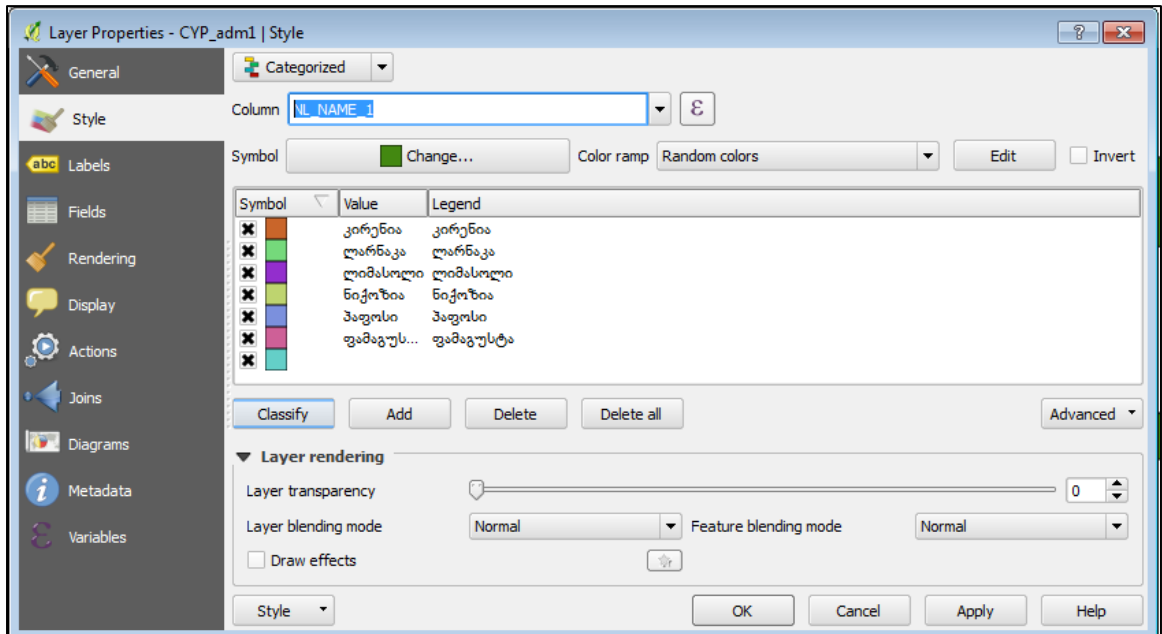 Layer Properties - CYP_adm1 | Style
General
Style
Labels
Fields
Rendering
Display
Actions
Joins
Diagrams
Metadata
Variables
Categorized
Column NL_NAME_1 ε
Symbol Change... Color ramp Random colors Edit Invert
Symbol Value Legend
კირენია კირენია
ლარნაკა ლარნაკა
ლიმასოლი ლიმასოლი
ნიქოზია ნიქოზია
პაფოსი პაფოსი
ფამაგუს... ფამაგუსტა
Classify Add Delete Delete all Advanced
Layer rendering
Layer transparency 0
Layer blending mode Normal Feature blending mode Normal
Draw effects
Style OK Cancel Apply Help
abc